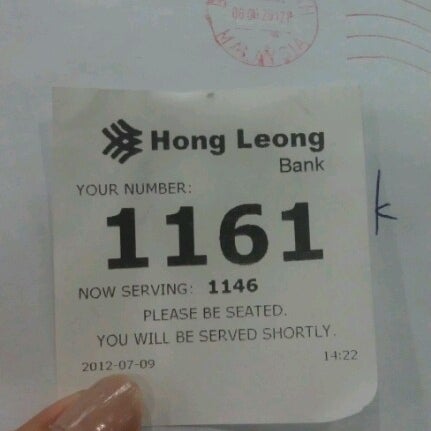 MALAYSIA
Hong Leong
Bank
YOUR NUMBER:
1161
k
NOW SERVING: 1146
PLEASE BE SEATED.
YOU WILL BE SERVED SHORTLY.
2012-07-09 14:22